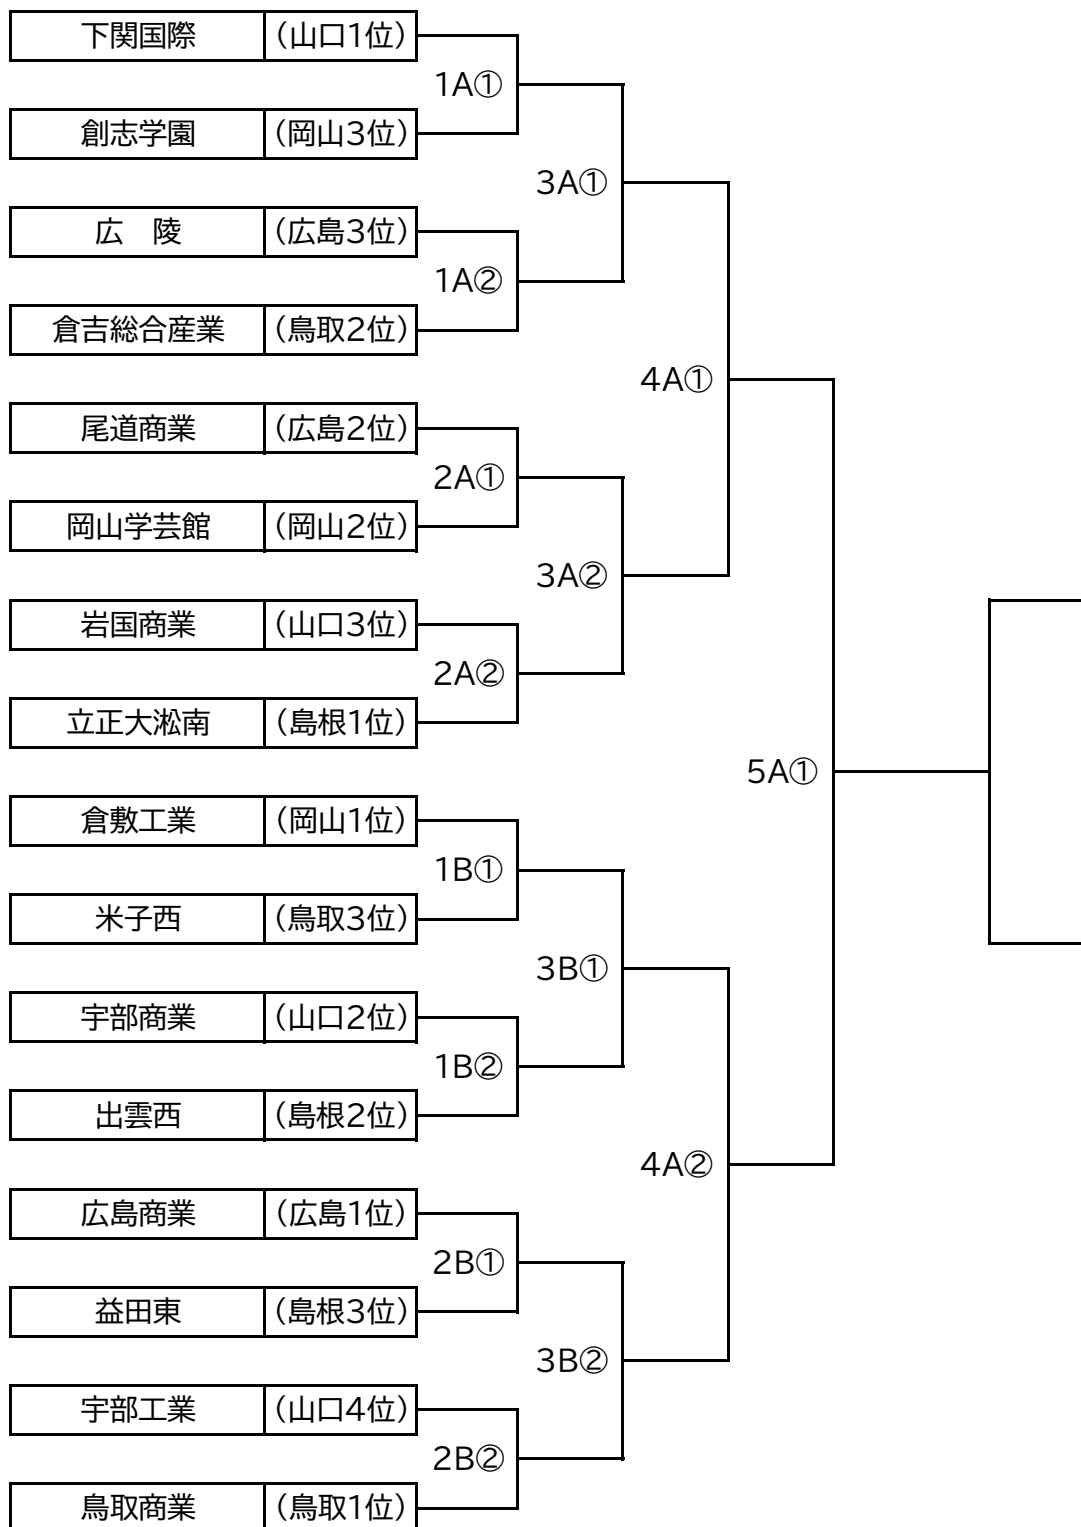 下関国際 (山口1位)
1A①
創志学園 (岡山3位)
3A①
広　陵 (広島3位)
1A②
倉吉総合産業 (鳥取2位)
4A①
尾道商業 (広島2位)
2A①
岡山学芸館 (岡山2位)
3A②
岩国商業 (山口3位)
2A②
立正大淞南 (島根1位)
5A①
倉敷工業 (岡山1位)
1B①
米子西 (鳥取3位)
3B①
宇部商業 (山口2位)
1B②
出雲西 (島根2位)
4A②
広島商業 (広島1位)
2B①
益田東 (島根3位)
3B②
宇部工業 (山口4位)
2B②
鳥取商業 (鳥取1位)